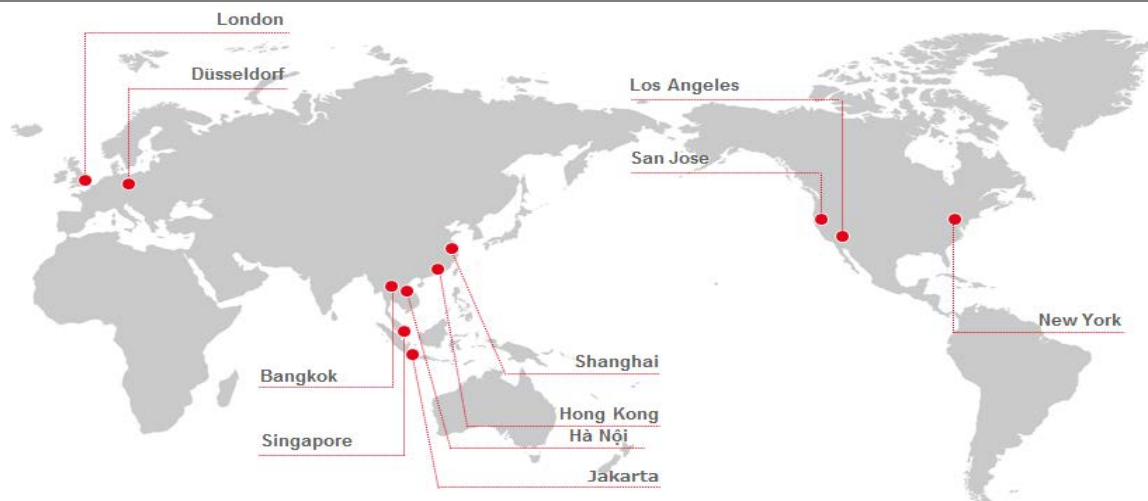 London
Düsseldorf
Los Angeles
San Jose
New York
Shanghai
Bangkok
Hong Kong
Hà Nội
Singapore
Jakarta